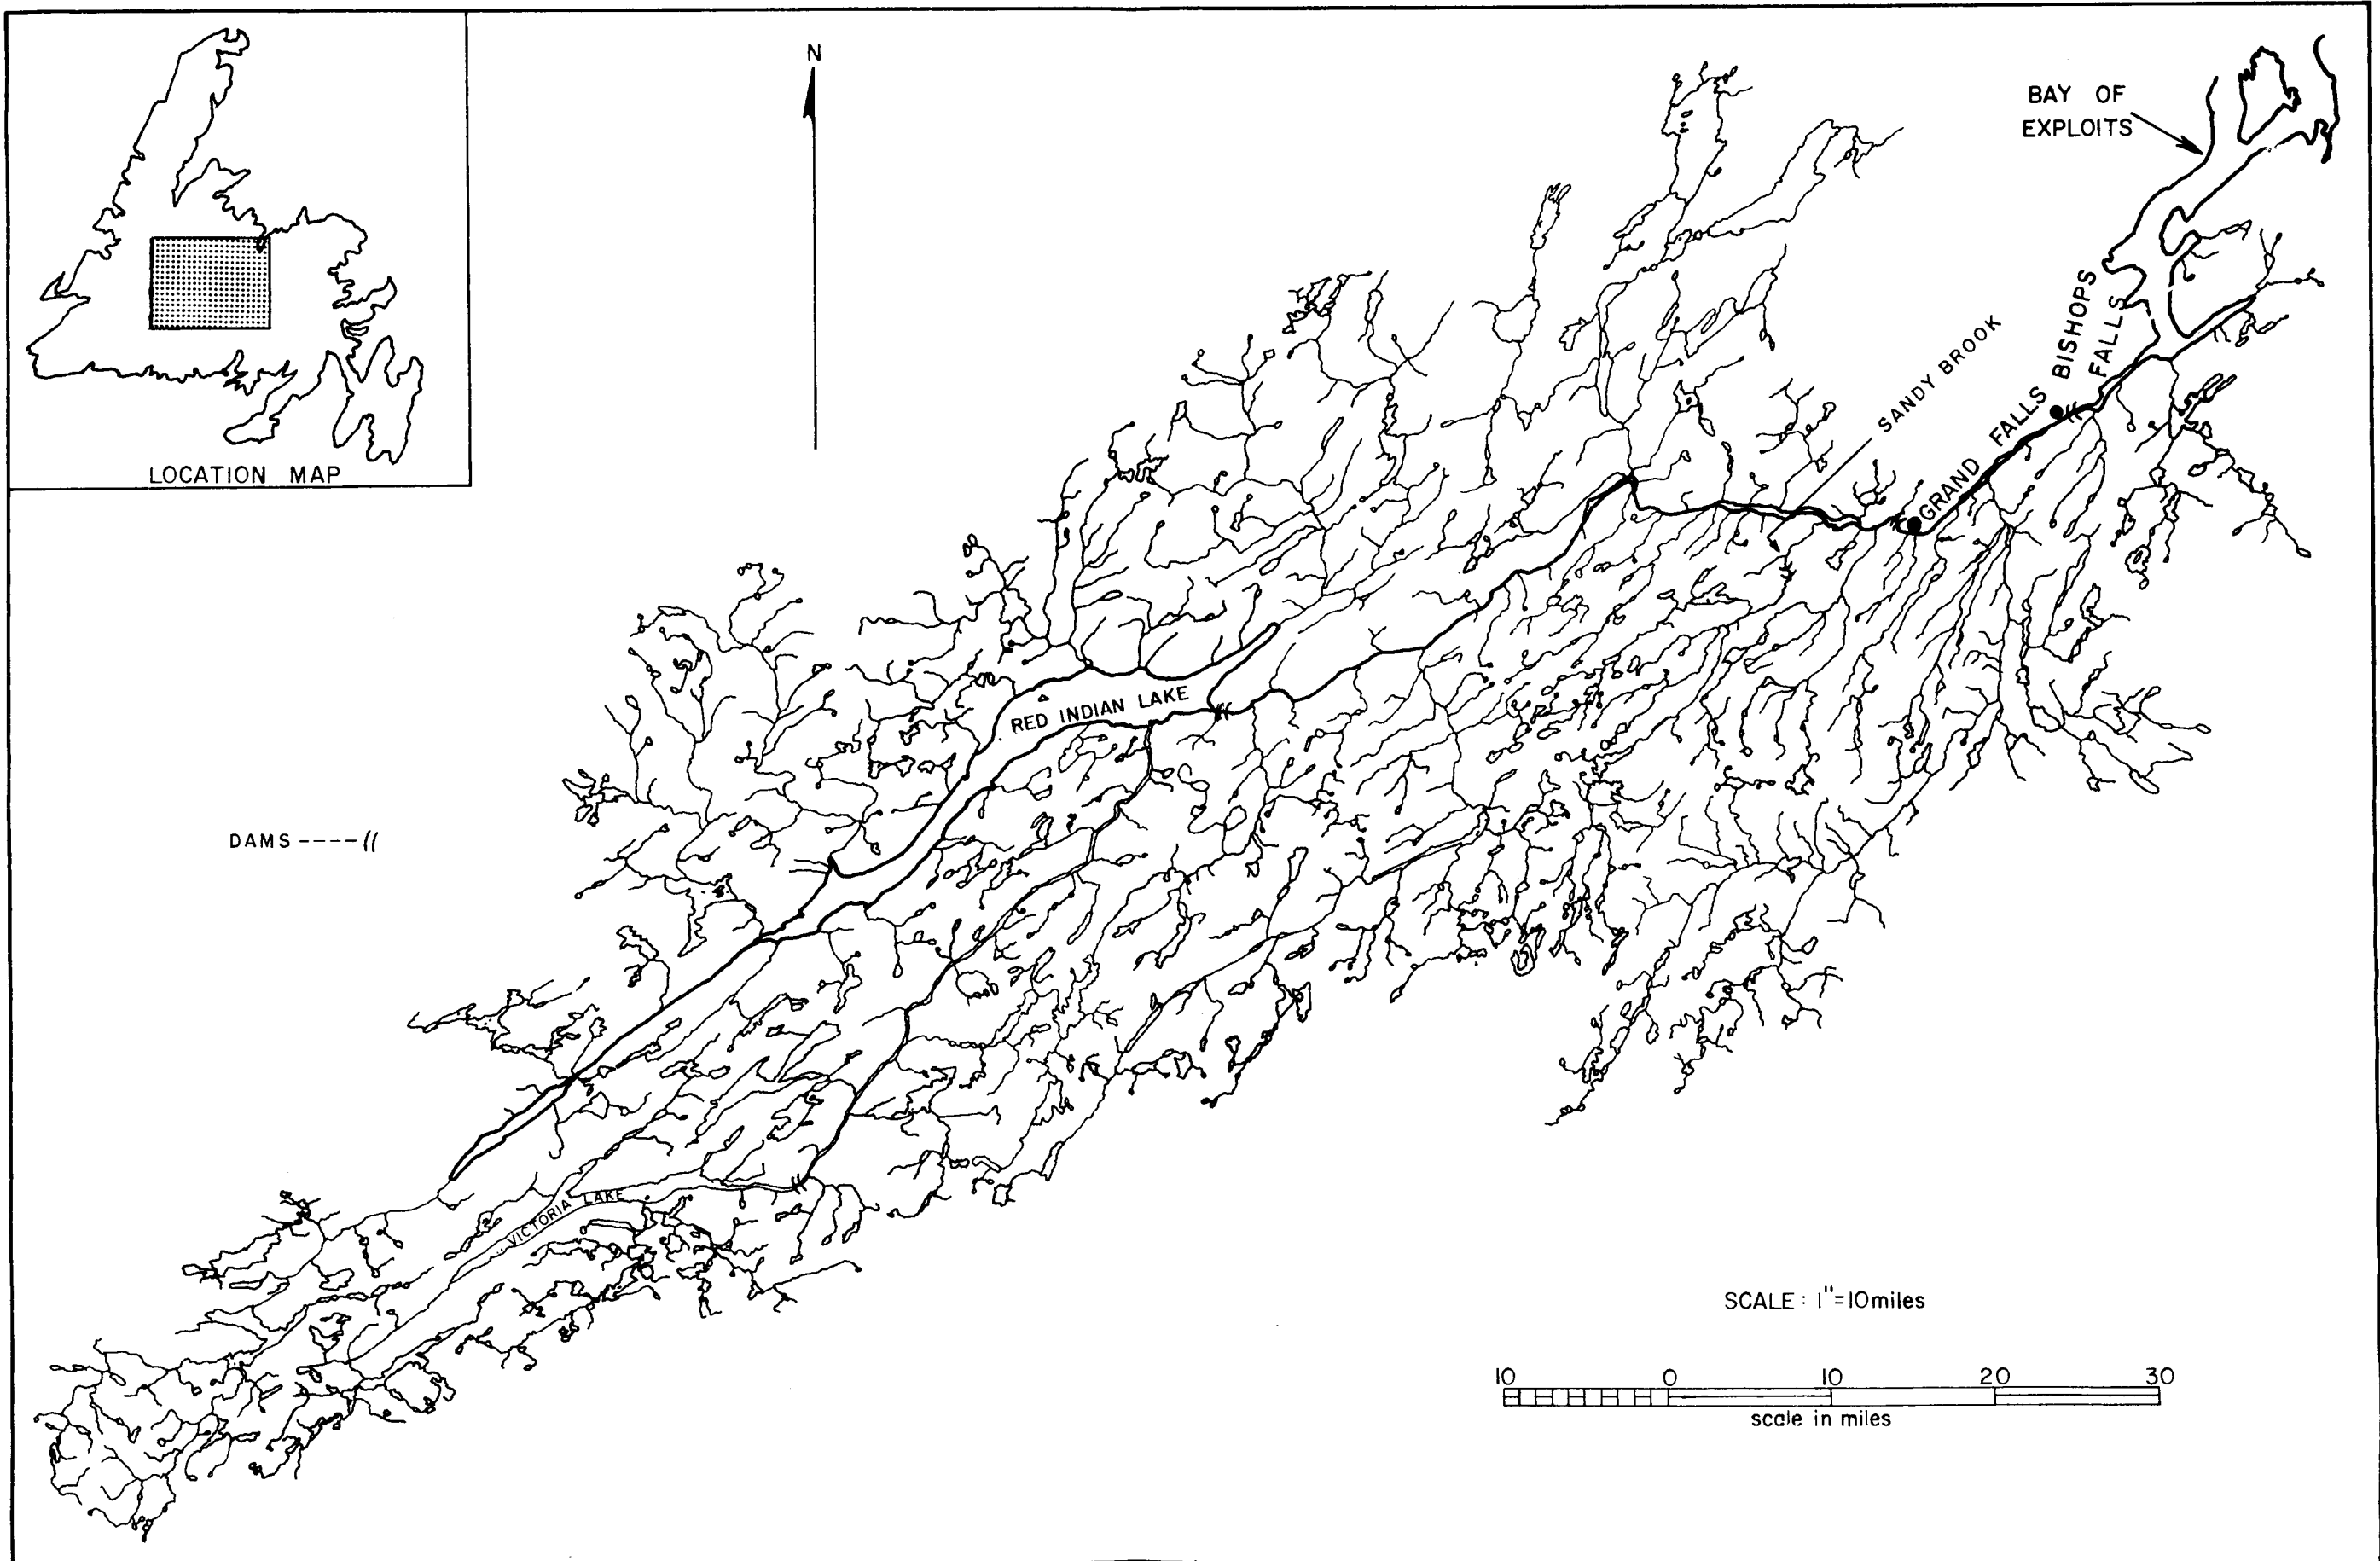 LOCATION MAP
N
BAY OF
EXPLOITS
BISHOPS
FALLS
SANDY BROOK
GRAND FALLS
RED INDIAN LAKE
DAMS ----
VICTORIA LAKE
SCALE : 1"=10miles
10 0 10 20 30
scale in miles